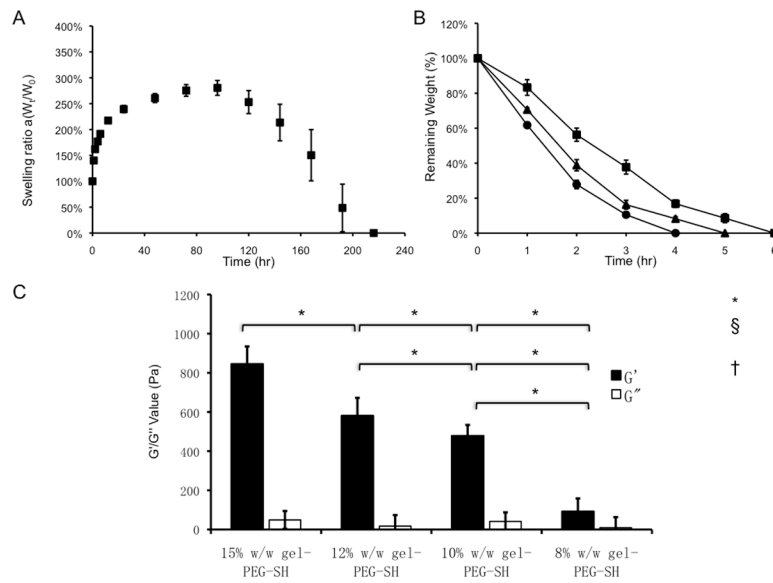 A
400%
350%
300%
250%
200%
150%
100%
50%
0%
Swelling ratio a(Wt/W0)
0 40 80 120 160 200 240
Time (hr)
B
100%
80%
60%
40%
20%
0%
Remaining Weight (%)
0 1 2 3 4 5 6
Time (hr)
C
1200
1000
800
600
400
200
0
G'/G'' Value (Pa)
* * *
* *
*
G'
G″
*
§
†
15% w/w gel-
PEG-SH
12% w/w gel-
PEG-SH
10% w/w gel-
PEG-SH
8% w/w gel-
PEG-SH